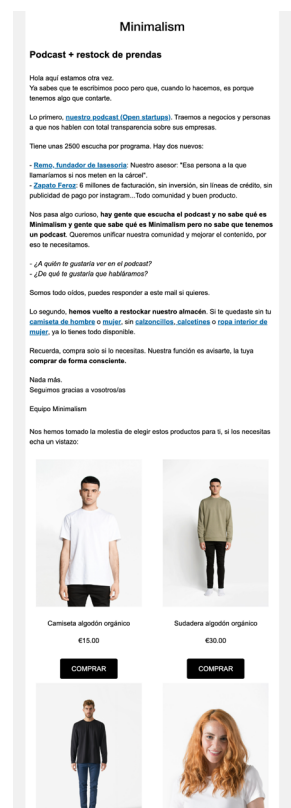 Minimalism
Podcast + restock de prendas
Hola aquí estamos otra vez.
Ya sabes que te escribimos poco pero que, cuando lo hacemos, es porque
tenemos algo que contarte.
Lo primero, nuestro podcast (Open startups). Traemos a negocios y personas
a que nos hablen con total transparencia sobre sus empresas.
Tiene unas 2500 escucha por programa. Hay dos nuevos:
- Remo, fundador de Iasesoria: Nuestro asesor: "Esa persona a la que
llamaríamos si nos meten en la cárcel".
- Zapato Feroz: 6 millones de facturación, sin inversión, sin líneas de crédito, sin
publicidad de pago por instagram...Todo comunidad y buen producto.
Nos pasa algo curioso, hay gente que escucha el podcast y no sabe qué es
Minimalism y gente que sabe qué es Minimalism pero no sabe que tenemos
un podcast. Queremos unificar nuestra comunidad y mejorar el contenido, por
eso te necesitamos.
- ¿A quién te gustaría ver en el podcast?
- ¿De qué te gustaría que habláramos?
Somos todo oídos, puedes responder a este mail si quieres.
Lo segundo, hemos vuelto a restockar nuestro almacén. Si te quedaste sin tu
camiseta de hombre o mujer, sin calzoncillos, calcetines o ropa interior de
mujer, ya lo tienes todo disponible.
Recuerda, compra solo si lo necesitas. Nuestra función es avisarte, la tuya
comprar de forma consciente.
Nada más.
Seguimos gracias a vosotros/as
Equipo Minimalism
Nos hemos tomado la molestia de elegir estos productos para ti, si los necesitas
echa un vistazo:
Camiseta algodón orgánico
€15.00
COMPRAR
Sudadera algodón orgánico
€30.00
COMPRAR